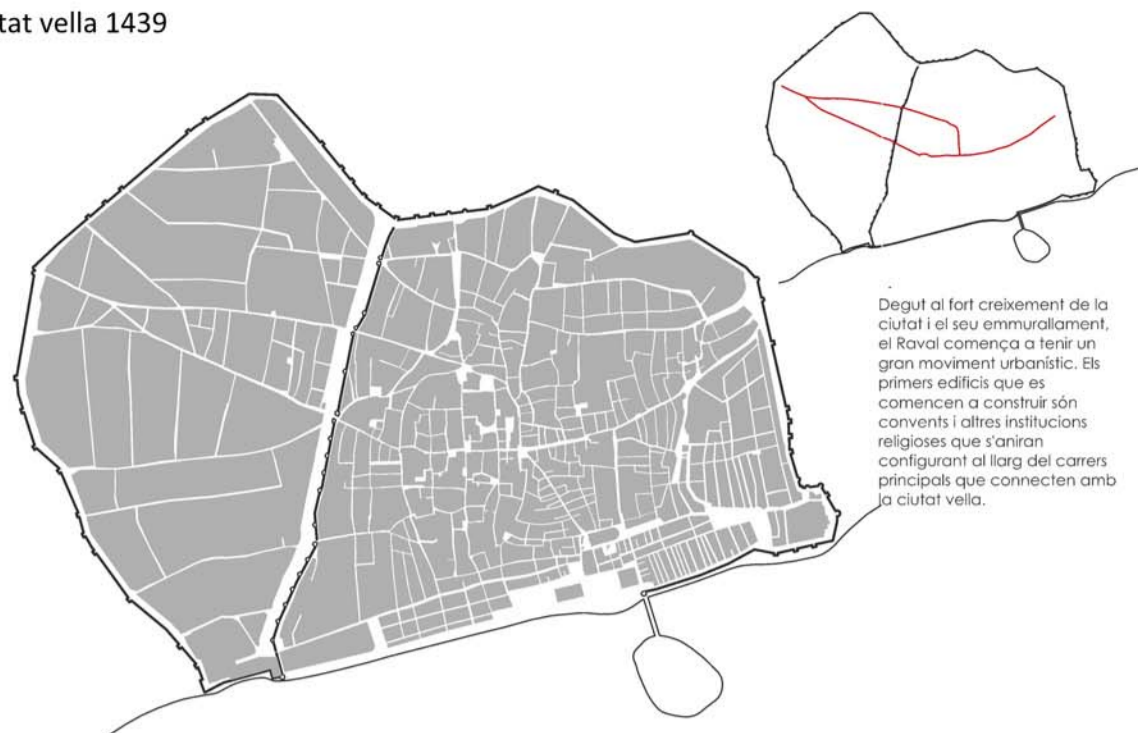 tat vella 1439
Degut al fort creixement de la
ciutat i el seu emmurallament,
el Raval comença a tenir un
gran moviment urbanístic. Els
primers edificis que es
comencen a construir són
convents i altres institucions
religioses que s'aniran
configurant al llarg del carrers
principals que connecten amb
la ciutat vella.